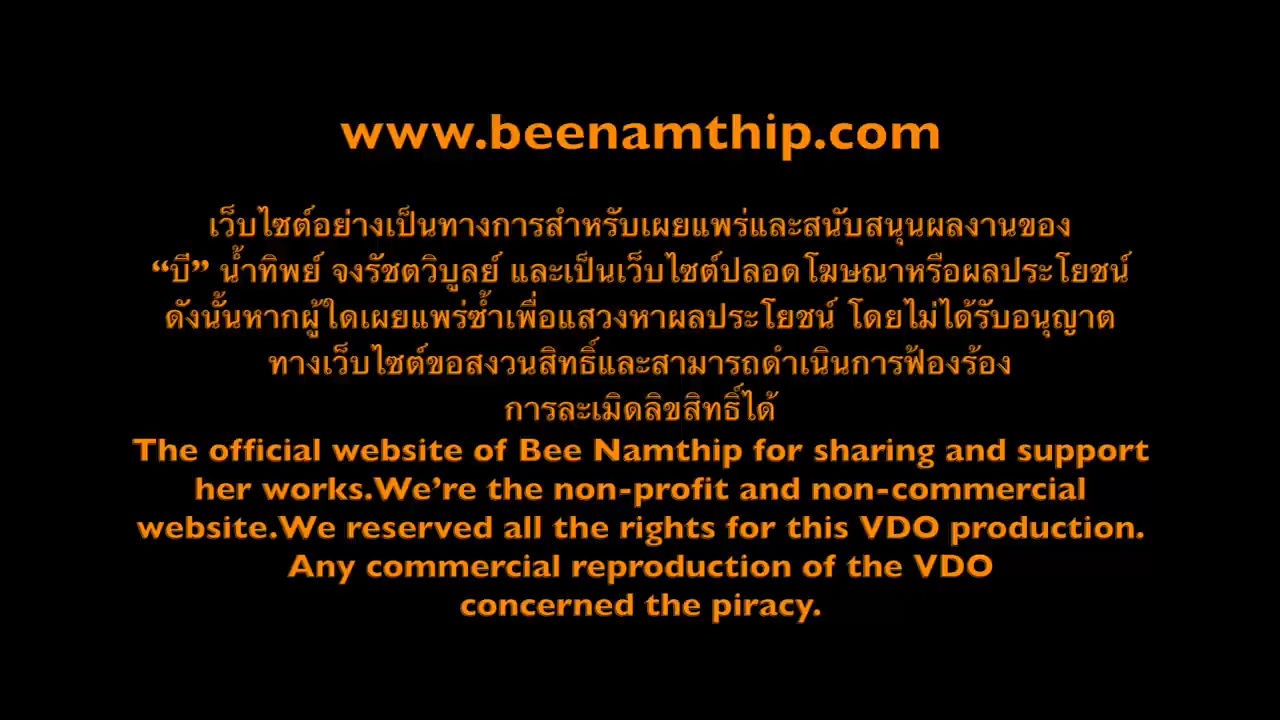 www.beenamthip.com
เว็บไซต์อย่างเป็นทางการสำหรับเผยแพร่และสนับสนุนผลงานของ
“บี” น้ำทิพย์ จงรัชตวิบูลย์ และเป็นเว็บไซต์ปลอดโฆษณาหรือผลประโยชน์
ดังนั้นหากผู้ใดเผยแพร่ซ้ำเพื่อแสวงหาผลประโยชน์ โดยไม่ได้รับอนุญาต
ทางเว็บไซต์ขอสงวนสิทธิ์และสามารถดำเนินการฟ้องร้อง
การละเมิดลิขสิทธิ์ได้
The official website of Bee Namthip for sharing and support
her works.We’re the non-profit and non-commercial
website.We reserved all the rights for this VDO production.
Any commercial reproduction of the VDO
concerned the piracy.